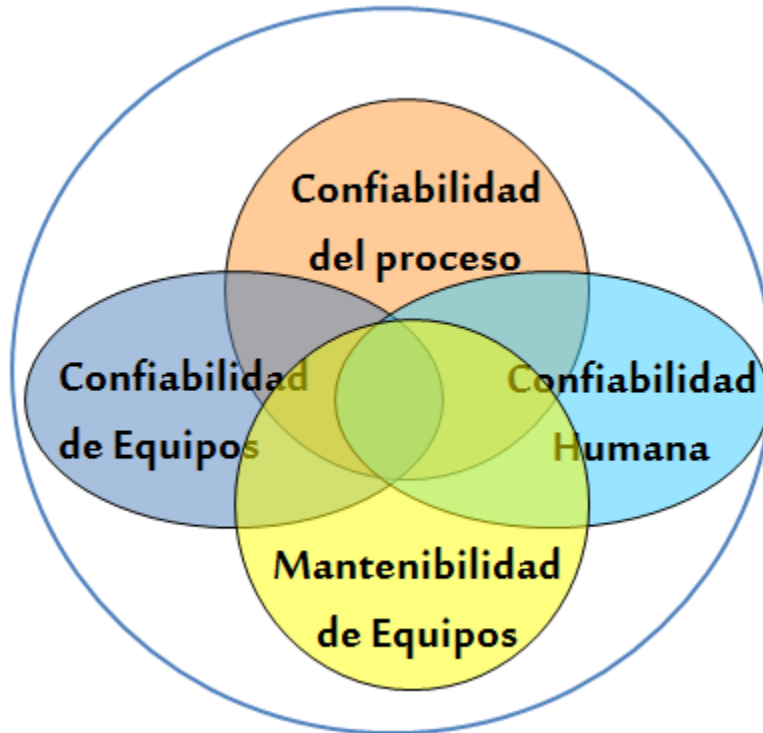 Confiabilidad
del proceso
Confiabilidad
de Equipos
Confiabilidad
Humana
Mantenibilidad
de Equipos